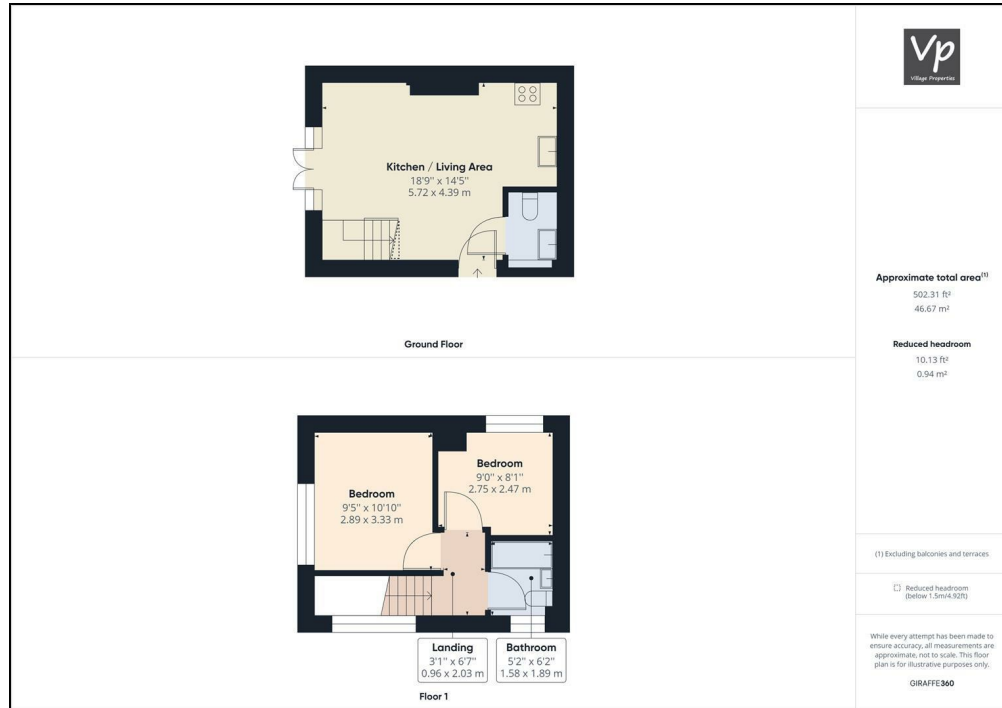 Kitchen / Living Area
18'9" x 14'5"
5.72 x 4.39 m
Ground Floor
Bedroom
9'5" x 10'10"
2.89 x 3.33 m
Bedroom
9'0" x 8'1"
2.75 x 2.47 m
Landing
3'1" x 6'7"
0.96 x 2.03 m
Bathroom
5'2" x 6'2"
1.58 x 1.89 m
Floor 1
Vp
Village Properties
Approximate total area(1)
502.31 ft²
46.67 m²
Reduced headroom
10.13 ft²
0.94 m²
(1) Excluding balconies and terraces
Reduced headroom
(below 1.5m/4.92ft)
While every attempt has been made to
ensure accuracy, all measurements are
approximate, not to scale. This floor
plan is for illustrative purposes only.
GIRAFFE360